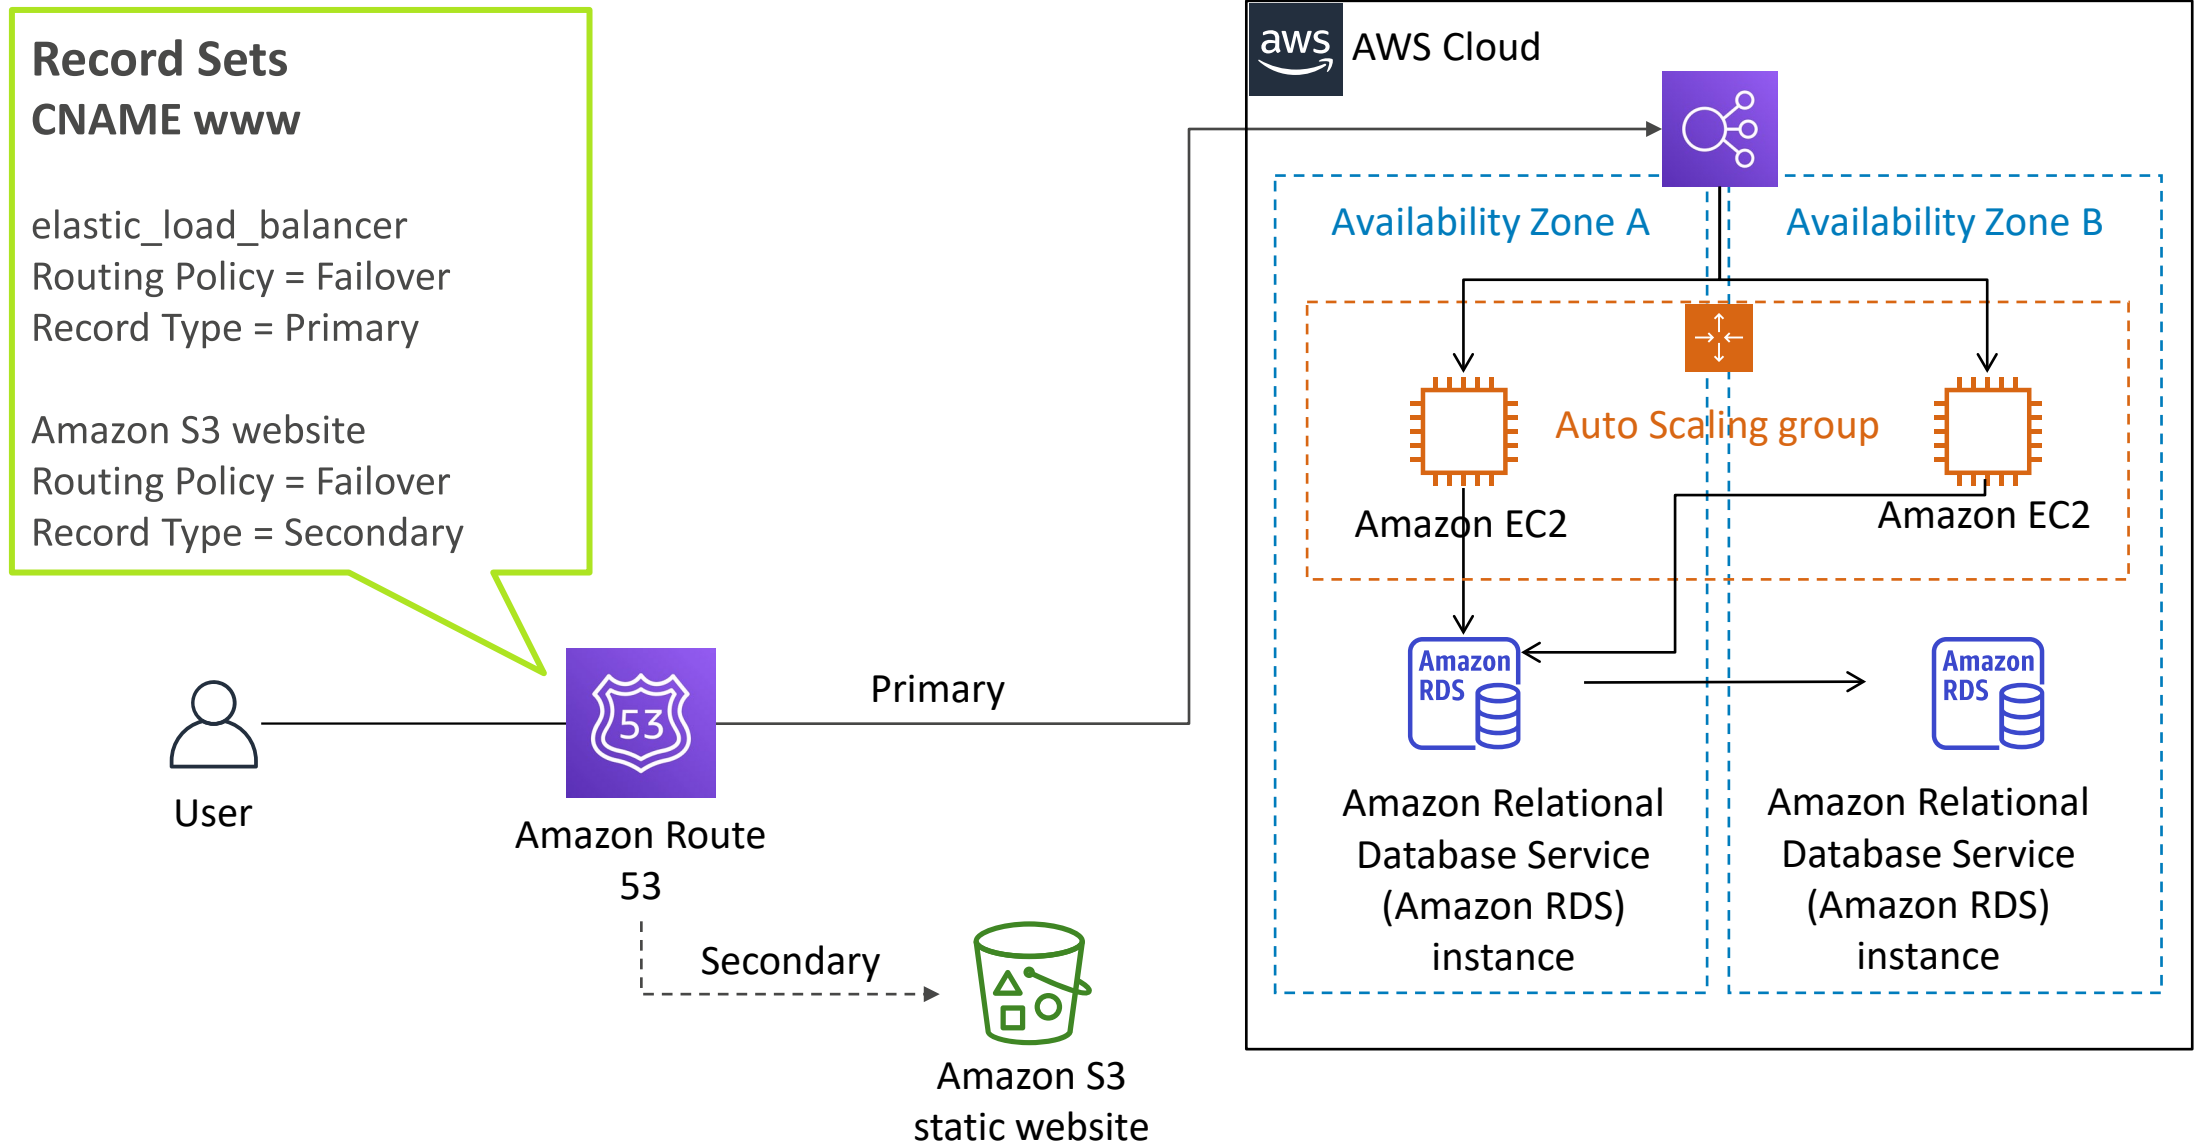 Record Sets
CNAME www
elastic_load_balancer
Routing Policy = Failover
Record Type = Primary
Amazon S3 website
Routing Policy = Failover
Record Type = Secondary
User
53
Amazon Route
53
Primary
Secondary
Amazon S3
static website
aws
AWS Cloud
Availability Zone A
Availability Zone B
Auto Scaling group
Amazon EC2
Amazon EC2
Amazon
RDS
Amazon
RDS
Amazon Relational
Database Service
(Amazon RDS)
instance
Amazon Relational
Database Service
(Amazon RDS)
instance